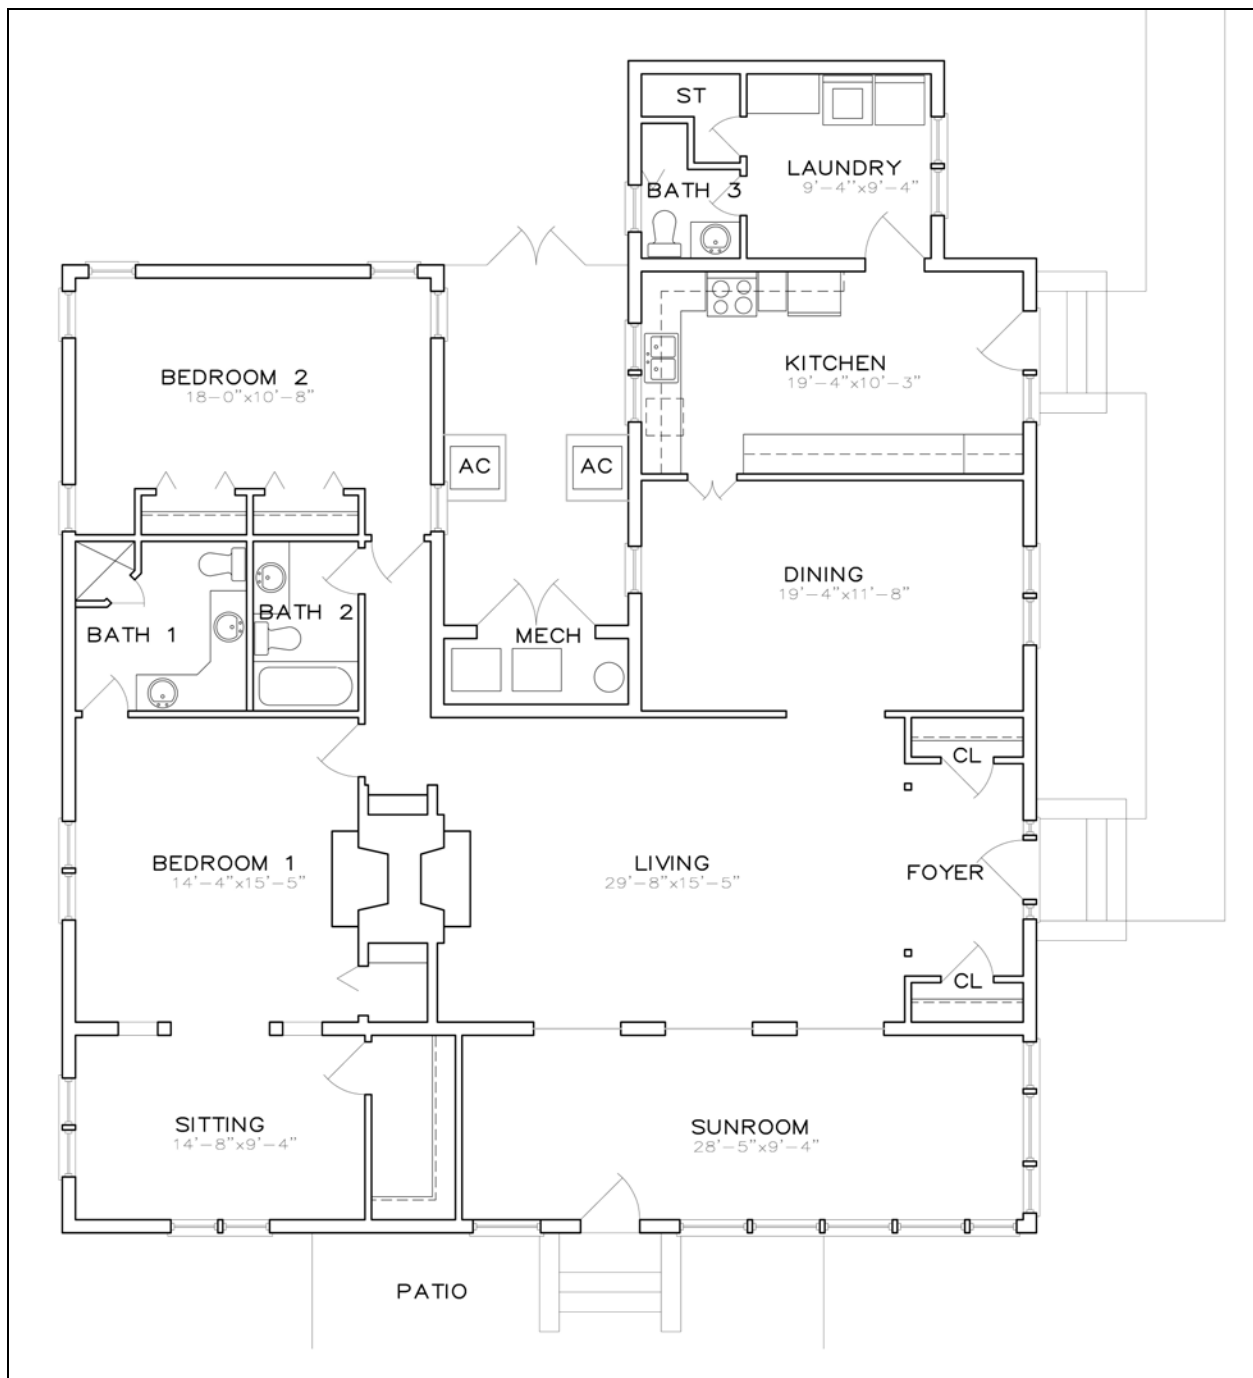 ST
LAUNDRY
9'-4"x9'-4"
BATH 3
KITCHEN
19'-4"x10'-3"
BEDROOM 2
18-0"x10'-8"
AC
AC
DINING
19'-4"x11'-8"
BATH 1
BATH 2
MECH
CL
BEDROOM 1
14'-4"x15'-5"
LIVING
29'-8"x15'-5"
FOYER
CL
SITTING
14'-8"x9'-4"
SUNROOM
28'-5"x9'-4"
PATIO